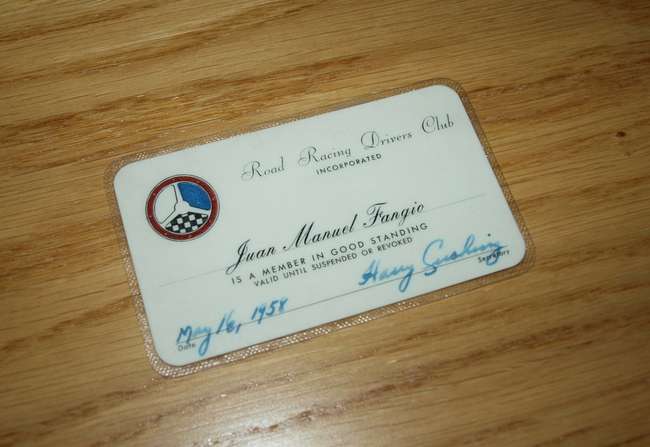 Road Racing Drivers Club
INCORPORATED
Juan Manuel Fangio
IS A MEMBER IN GOOD STANDING
VALID UNTIL SUSPENDED OR REVOKED
Harry Cushing
Secretary
May 16, 1958
Date